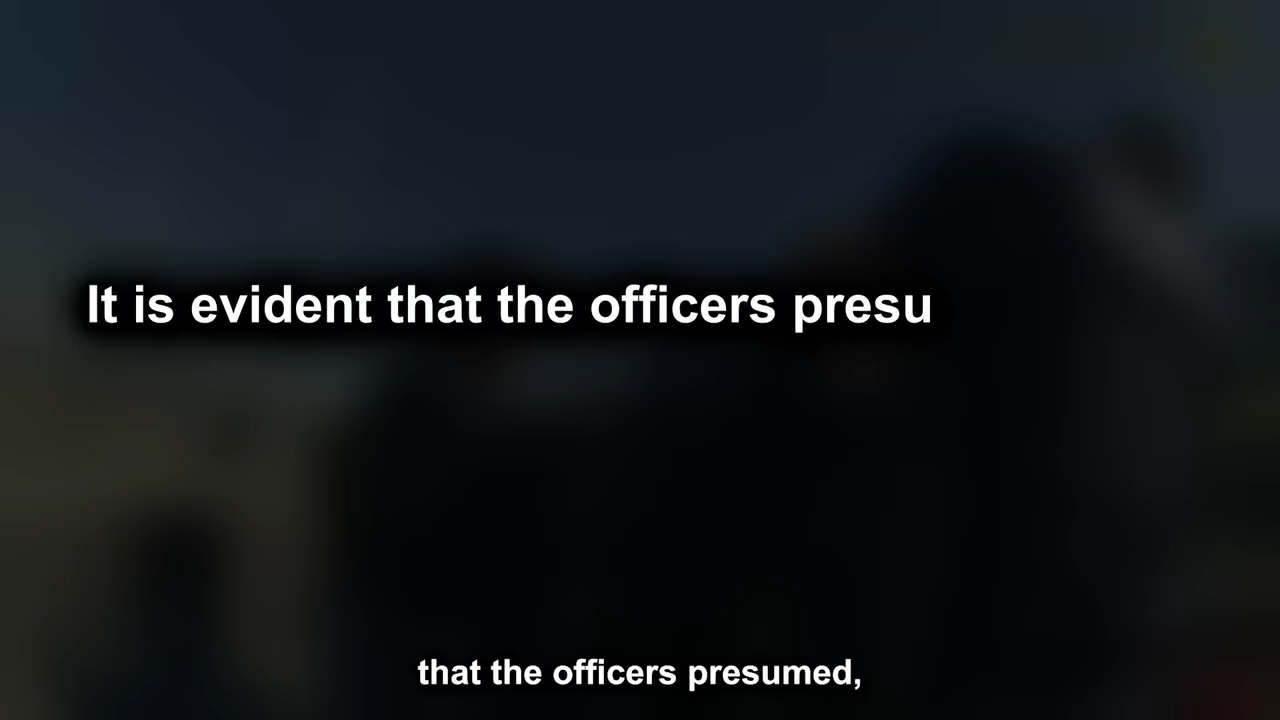 It is evident that the officers presu
that the officers presumed,